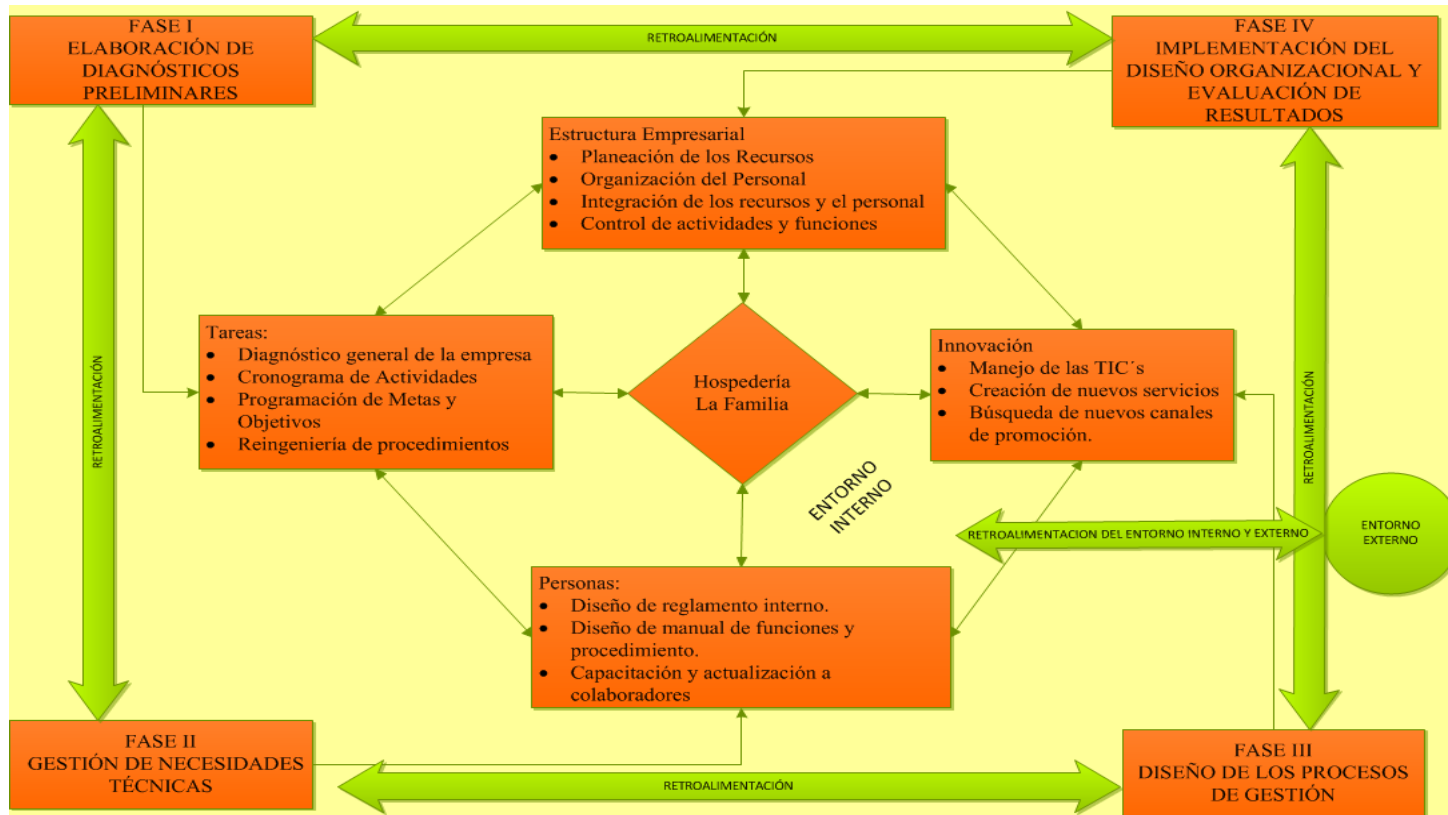 FASE I
ELABORACIÓN DE
DIAGNÓSTICOS
PRELIMINARES
RETROALIMENTACIÓN
FASE IV
IMPLEMENTACIÓN DEL
DISEÑO ORGANIZACIONAL Y
EVALUACIÓN DE
RESULTADOS
Estructura Empresarial
• Planeación de los Recursos
• Organización del Personal
• Integración de los recursos y el personal
• Control de actividades y funciones
RETROALIMENTACIÓN
Tareas:
• Diagnóstico general de la empresa
• Cronograma de Actividades
• Programación de Metas y
Objetivos
• Reingeniería de procedimientos
Hospedería
La Familia
Innovación
• Manejo de las TIC´s
• Creación de nuevos servicios
• Búsqueda de nuevos canales
de promoción.
RETROALIMENTACIÓN
ENTORNO
INTERNO
RETROALIMENTACION DEL ENTORNO INTERNO Y EXTERNO
ENTORNO
EXTERNO
Personas:
• Diseño de reglamento interno.
• Diseño de manual de funciones y
procedimiento.
• Capacitación y actualización a
colaboradores
FASE II
GESTIÓN DE NECESIDADES
TÉCNICAS
RETROALIMENTACIÓN
FASE III
DISEÑO DE LOS PROCESOS
DE GESTIÓN